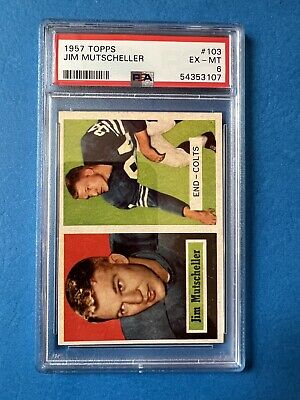 1957 TOPPS #103
JIM MUTSCHELLER EX-MT
PSA 6
54353107
END-COLTS
Jim Mutscheller